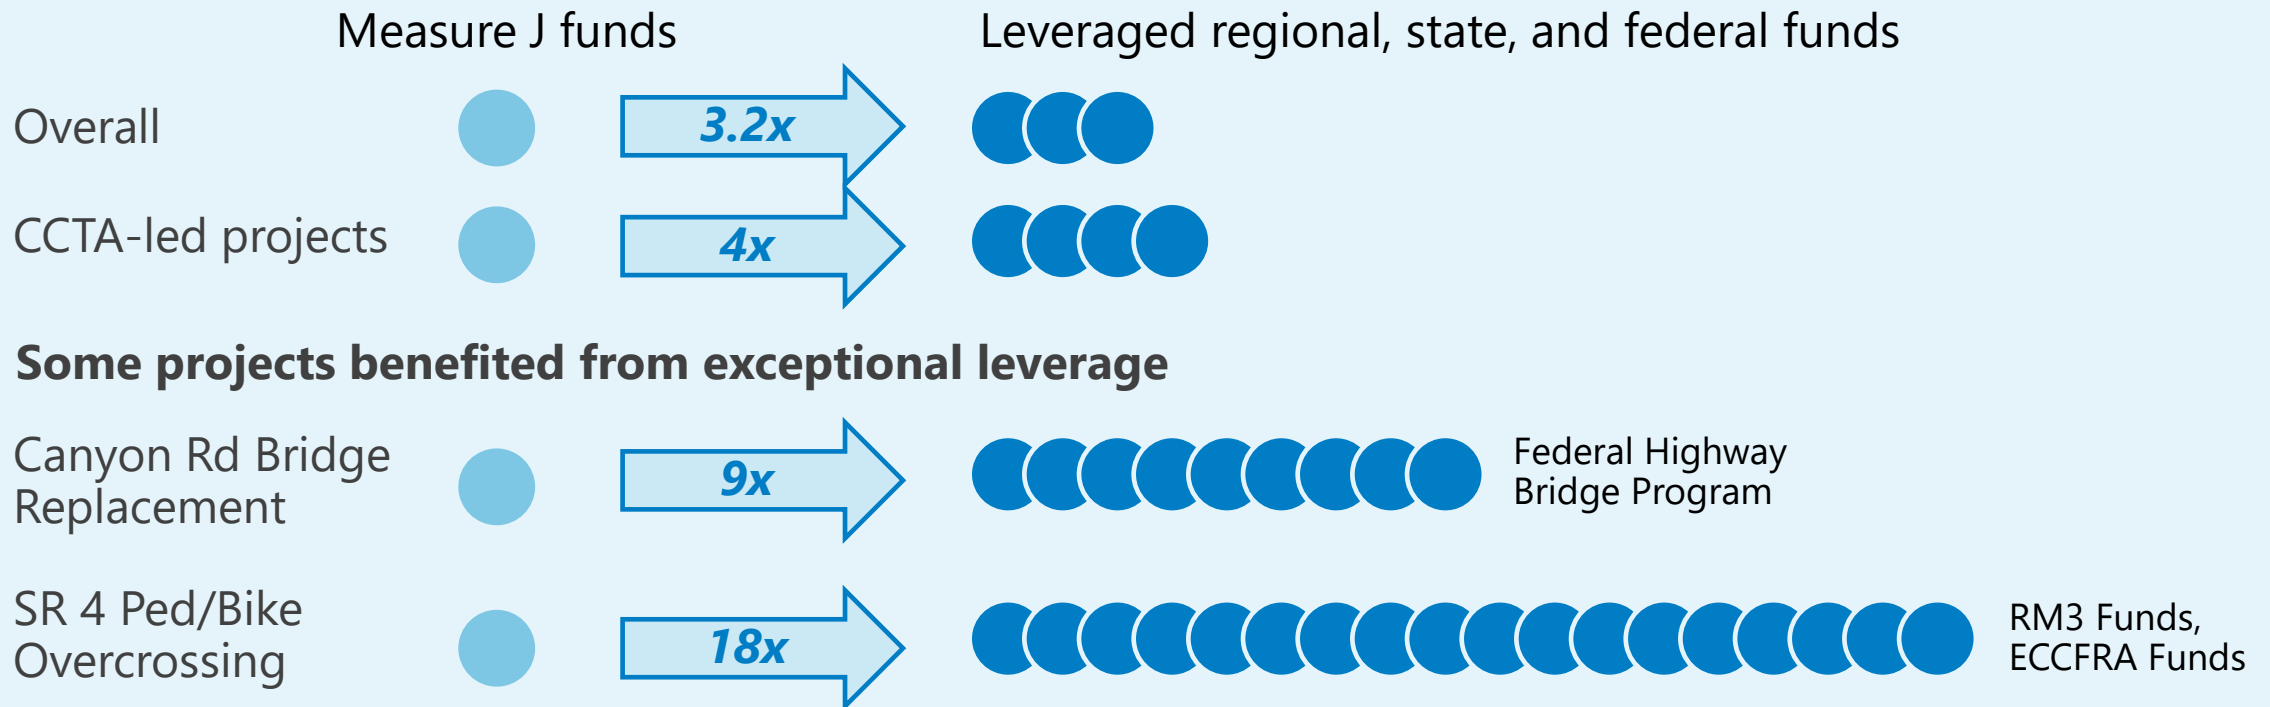 Measure J funds
Leveraged regional, state, and federal funds
Overall
3.2x
CCTA-led projects
4x
Some projects benefited from exceptional leverage
Canyon Rd Bridge
Replacement
9x
Federal Highway
Bridge Program
SR 4 Ped/Bike
Overcrossing
18x
RM3 Funds,
ECCFRA Funds